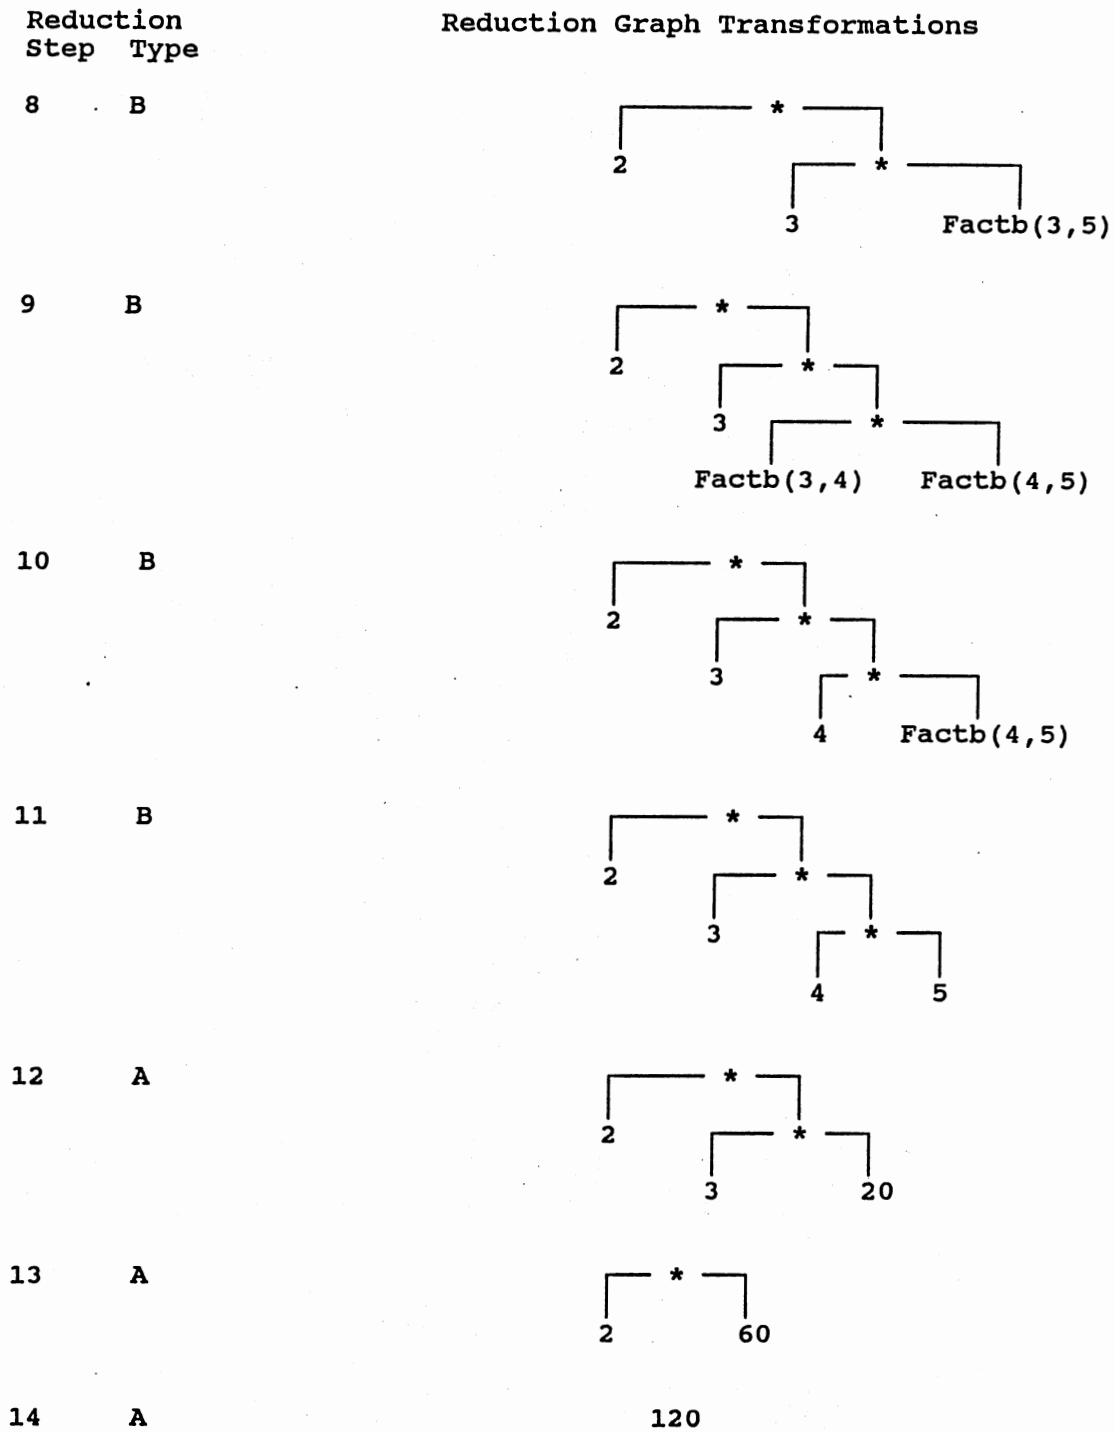 Reduction Reduction Graph Transformations
Step Type
8 B *
2 *
3 Factb(3,5)
9 B *
2 *
3 *
Factb(3,4) Factb(4,5)
10 B *
2 *
3 *
4 Factb(4,5)
11 B *
2 *
3 *
4 5
12 A *
2 *
3 20
13 A *
2 60
14 A 120